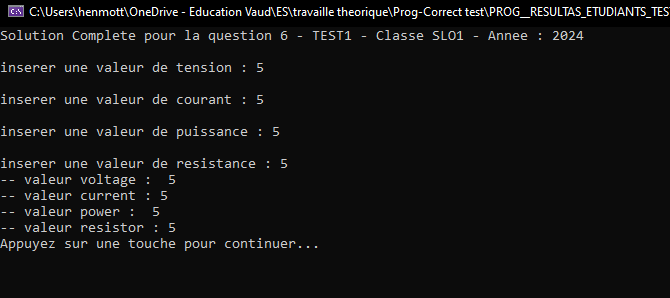 C:\Users\henmott\OneDrive - Education Vaud\ES\travaille theorique\Prog-Correct test\PROG__RESULTAS_ETUDIANTS_TES
Solution Complete pour la question 6 - TEST1 - Classe SLO1 - Annee : 2024
inserer une valeur de tension : 5
inserer une valeur de courant : 5
inserer une valeur de puissance : 5
inserer une valeur de resistance : 5
-- valeur voltage :  5
-- valeur current : 5
-- valeur power :  5
-- valeur resistor : 5
Appuyez sur une touche pour continuer...